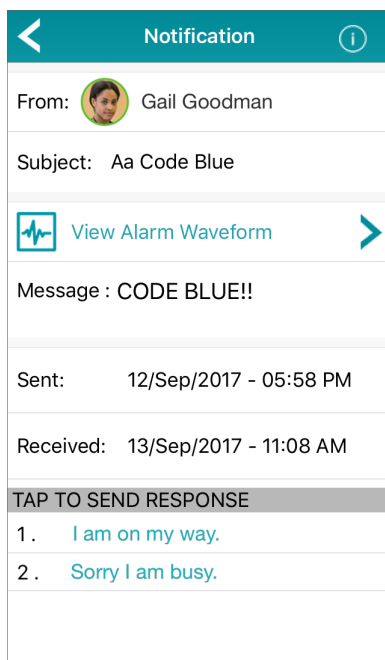 Notification
From: Gail Goodman
Subject: Aa Code Blue
View Alarm Waveform
Message : CODE BLUE!!
Sent: 12/Sep/2017 - 05:58 PM
Received: 13/Sep/2017 - 11:08 AM
TAP TO SEND RESPONSE
1 . I am on my way.
2 . Sorry I am busy.